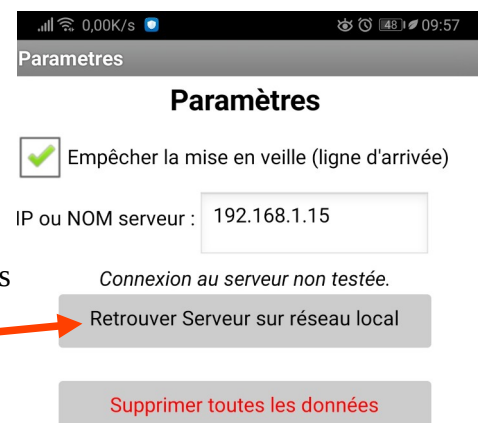 0,00K/s 48 09:57
Parametres
Paramètres
Empêcher la mise en veille (ligne d'arrivée)
IP ou NOM serveur : 192.168.1.15
s
Connexion au serveur non testée.
Retrouver Serveur sur réseau local
Supprimer toutes les données